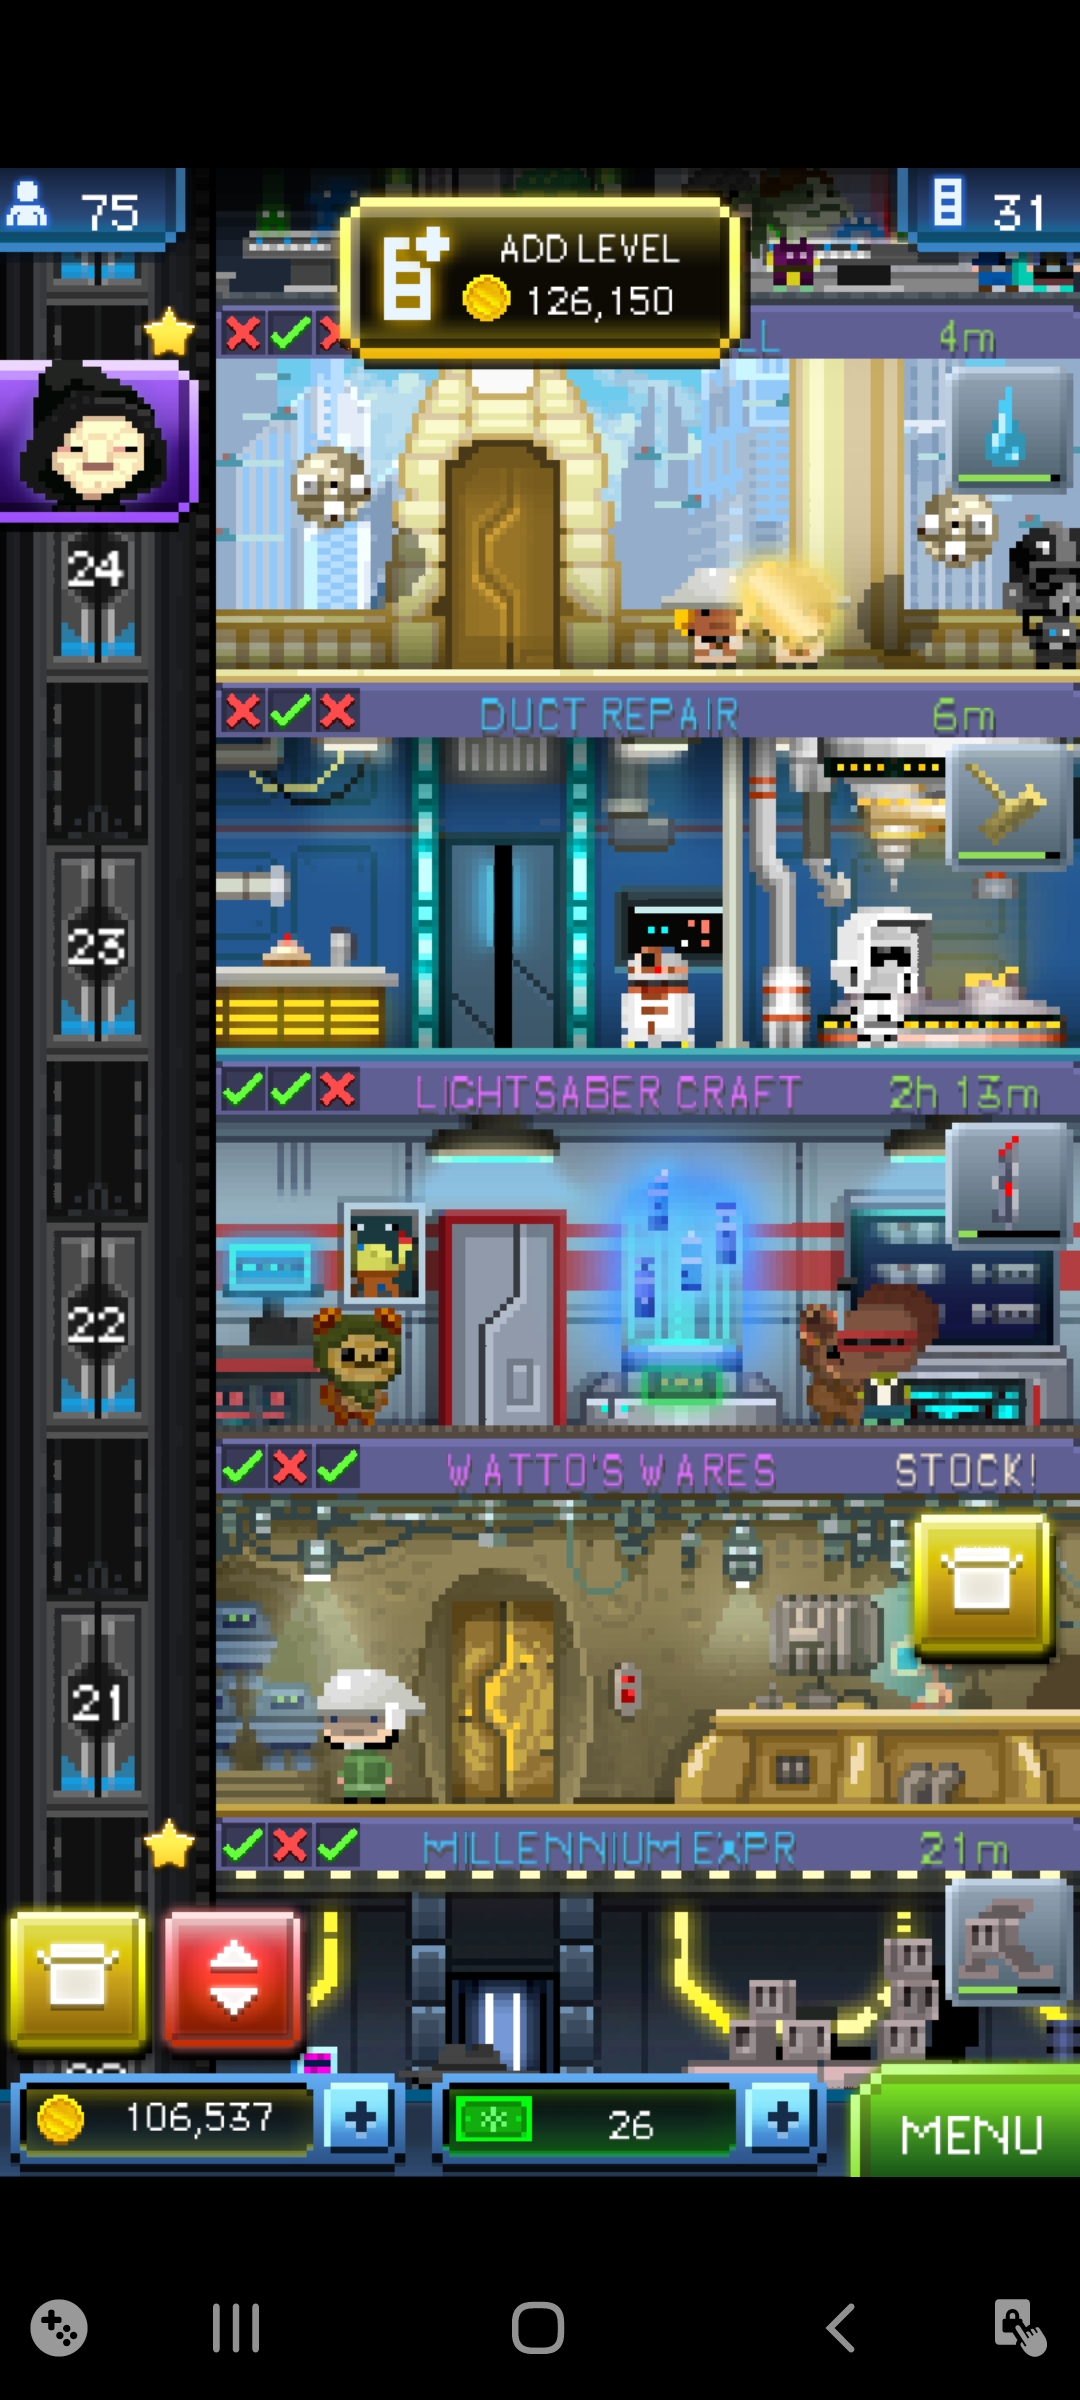 75
31
ADD LEVEL
126,150
LL
4m
24
DUCT REPAIR
6m
23
LIGHTSABER CRAFT
2h 13m
22
WATTO'S WARES
STOCK!
21
MILLENNIUM EXPR
21m
106,537
26
MENU